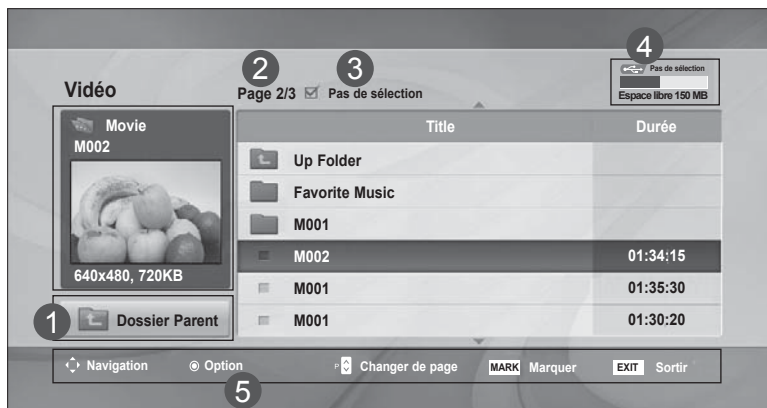 2 3 4
Vidéo
Page 2/3 Pas de sélection
Pas de sélection
Espace libre 150 MB
Movie
M002
640x480, 720KB
1 Dossier Parent
Title Durée
Up Folder
Favorite Music
M001
M002 01:34:15
M001 01:35:30
M001 01:30:20
Navigation Option P Changer de page MARK Marquer EXIT Sortir
5